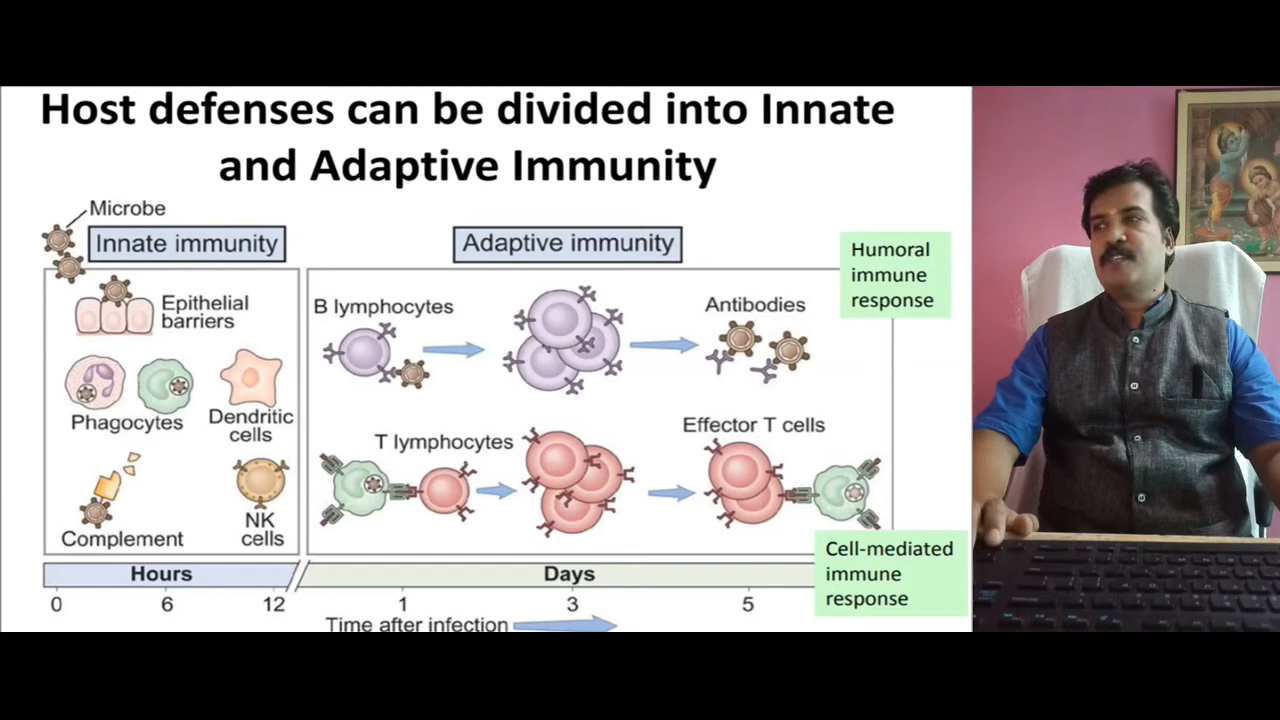 Host defenses can be divided into Innate
and Adaptive Immunity
Microbe
Innate immunity
Epithelial
barriers
Phagocytes
Dendritic
cells
Complement
NK
cells
Adaptive immunity
B lymphocytes
Antibodies
Humoral
immune
response
T lymphocytes
Effector T cells
Cell-mediated
immune
response
Hours
Days
0
6
12
1
3
5
Time after infection